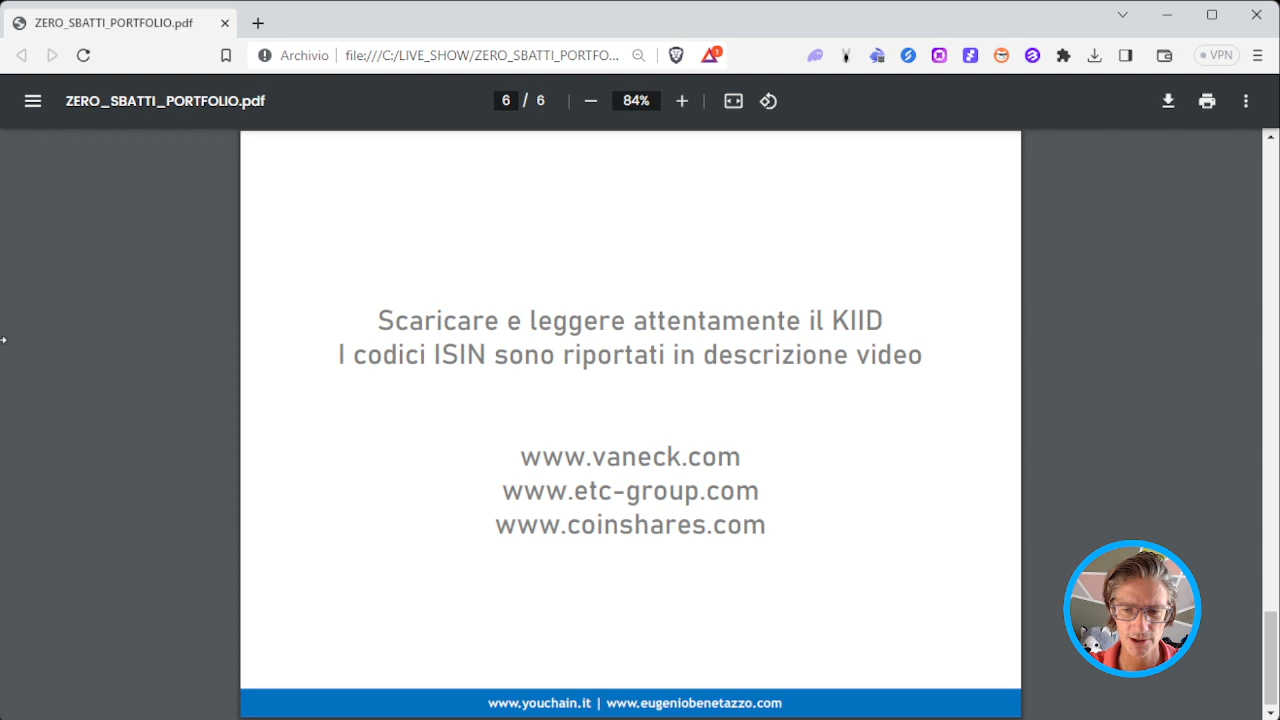 ZERO_SBATTI_PORTFOLIO.pdf
Archivio
file:///C:/LIVE_SHOW/ZERO_SBATTI_PORTFO...
1
VPN
ZERO_SBATTI_PORTFOLIO.pdf
6 / 6
84%
Scaricare e leggere attentamente il KIID
I codici ISIN sono riportati in descrizione video
www.vaneck.com
www.etc-group.com
www.coinshares.com
www.youchain.it | www.eugeniobenetazzo.com